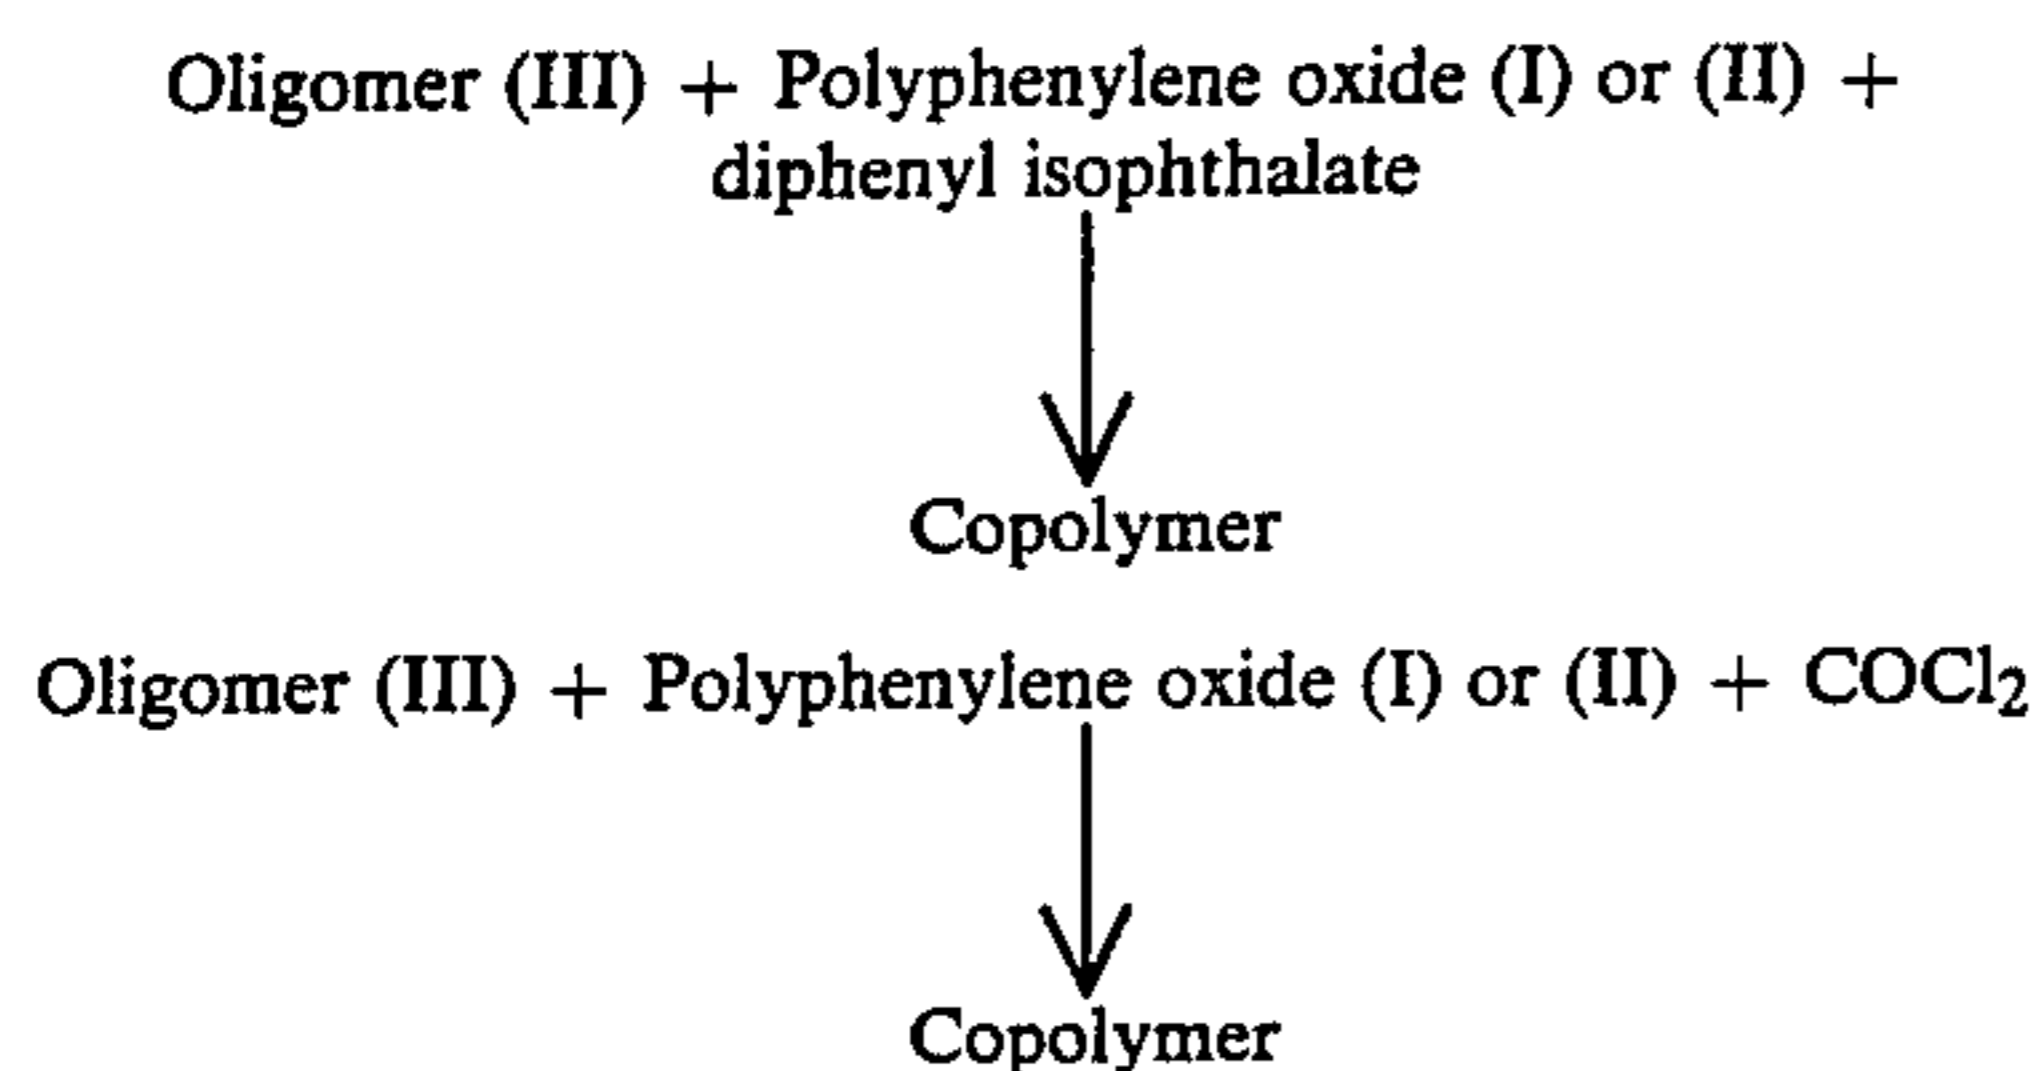 Oligomer (III) + Polyphenylene oxide (I) or (II) +
diphenyl isophthalate
Copolymer
Oligomer (III) + Polyphenylene oxide (I) or (II) + COCl₂
Copolymer